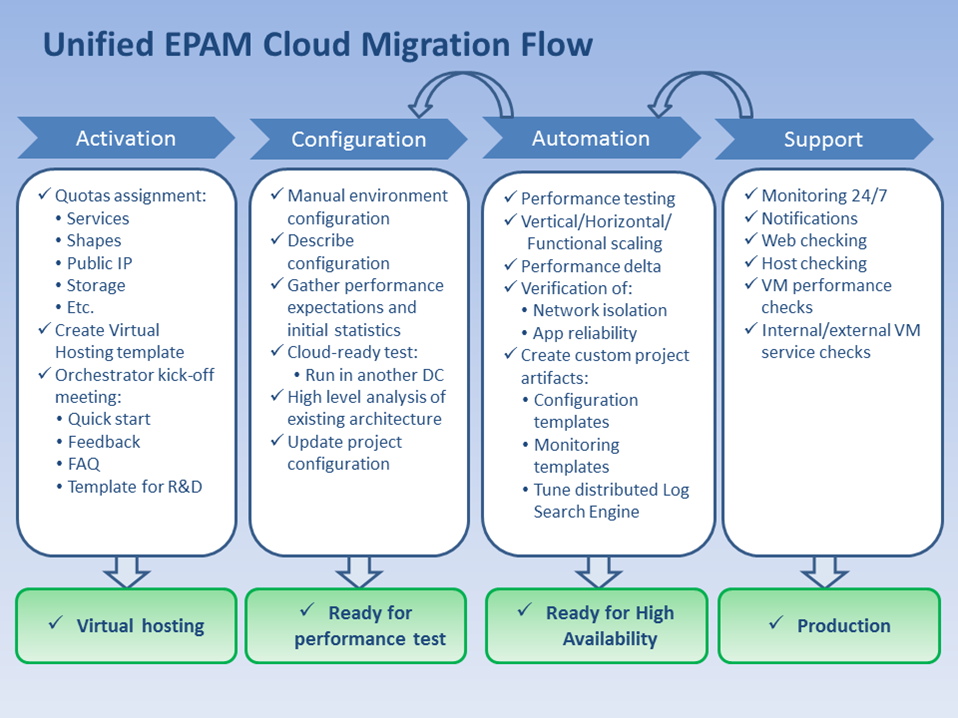 Unified EPAM Cloud Migration Flow
Activation
✓ Quotas assignment:
• Services
• Shapes
• Public IP
• Storage
• Etc.
✓ Create Virtual
Hosting template
✓ Orchestrator kick-off
meeting:
• Quick start
• Feedback
• FAQ
• Template for R&D
✓ Virtual hosting
Configuration
✓ Manual environment
configuration
✓ Describe
configuration
✓ Gather performance
expectations and
initial statistics
✓ Cloud-ready test:
• Run in another DC
✓ High level analysis of
existing architecture
✓ Update project
configuration
✓ Ready for
performance test
Automation
✓ Performance testing
✓ Vertical/Horizontal/
Functional scaling
✓ Performance delta
✓ Verification of:
• Network isolation
• App reliability
✓ Create custom project
artifacts:
• Configuration
templates
• Monitoring
templates
• Tune distributed Log
Search Engine
✓ Ready for High
Availability
Support
✓ Monitoring 24/7
✓ Notifications
✓ Web checking
✓ Host checking
✓ VM performance
checks
✓ Internal/external VM
service checks
✓ Production